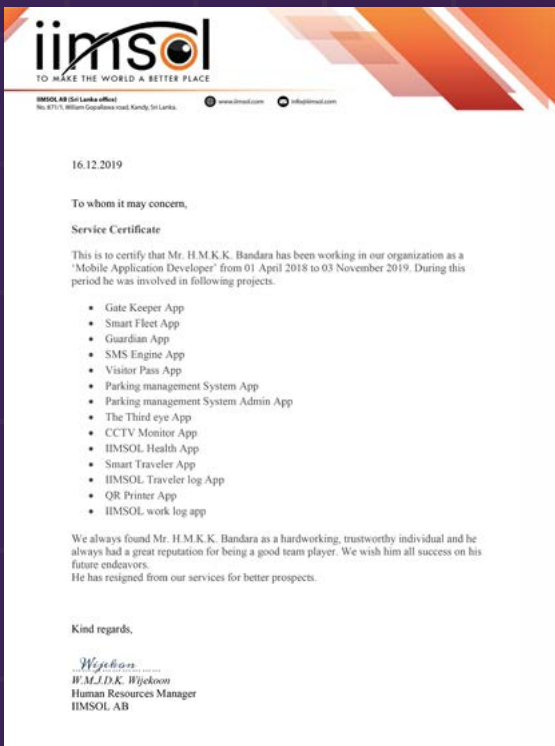 iimsol
TO MAKE THE WORLD A BETTER PLACE
IIMSOL AB (Sri Lanka office)
No. 671/1, William Gopallawa road, Kandy, Sri Lanka.
www.iimsol.com
info@iimsol.com
16.12.2019
To whom it may concern,
Service Certificate
This is to certify that Mr. H.M.K.K. Bandara has been working in our organization as a
‘Mobile Application Developer’ from 01 April 2018 to 03 November 2019. During this
period he was involved in following projects.
• Gate Keeper App
• Smart Fleet App
• Guardian App
• SMS Engine App
• Visitor Pass App
• Parking management System App
• Parking management System Admin App
• The Third eye App
• CCTV Monitor App
• IIMSOL Health App
• Smart Traveler App
• IIMSOL Traveler log App
• QR Printer App
• IIMSOL work log app
We always found Mr. H.M.K.K. Bandara as a hardworking, trustworthy individual and he
always had a great reputation for being a good team player. We wish him all success on his
future endeavors.
He has resigned from our services for better prospects.
Kind regards,
W.M.J.D.K. Wijekoon
Human Resources Manager
IIMSOL AB